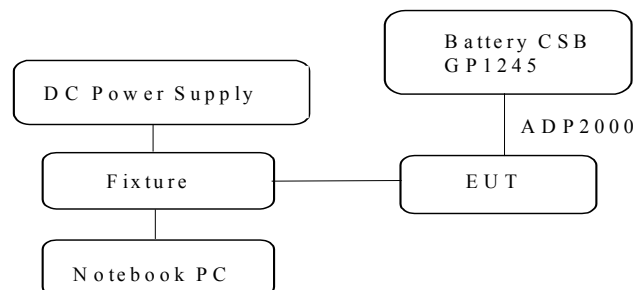 Battery CSB
GP1245
DC Power Supply
ADP2000
Fixture
EUT
Notebook PC